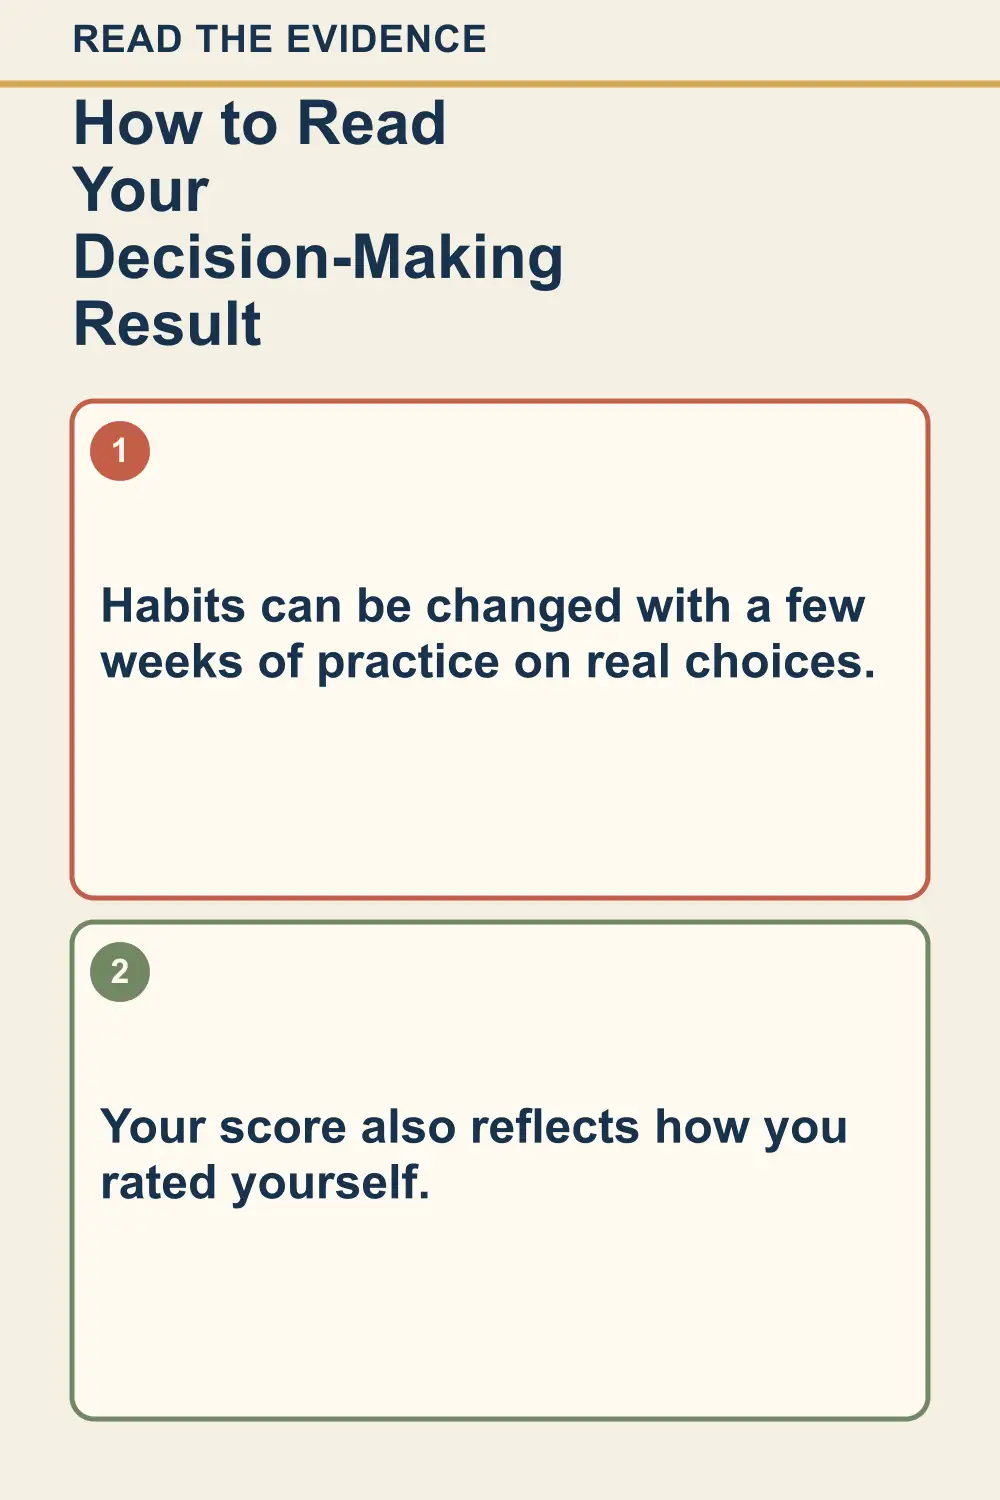 READ THE EVIDENCE
How to Read
Your
Decision-Making
Result
1
Habits can be changed with a few
weeks of practice on real choices.
2
Your score also reflects how you
rated yourself.